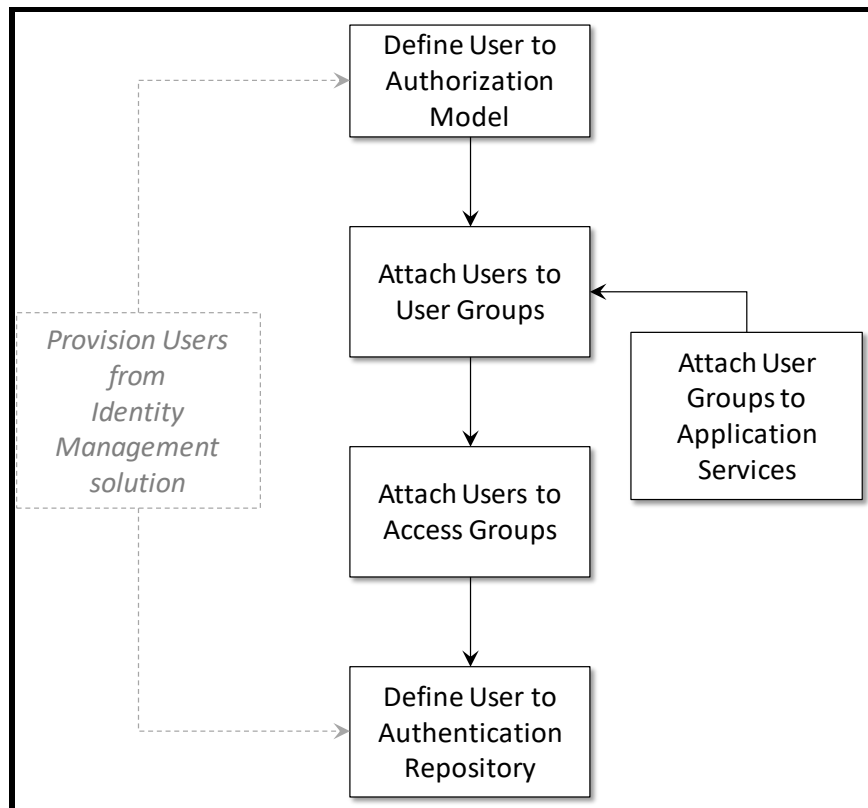 Define User to
Authorization
Model
Attach Users to
User Groups
Provision Users
from
Identity
Management
solution
Attach User
Groups to
Application
Services
Attach Users to
Access Groups
Define User to
Authentication
Repository